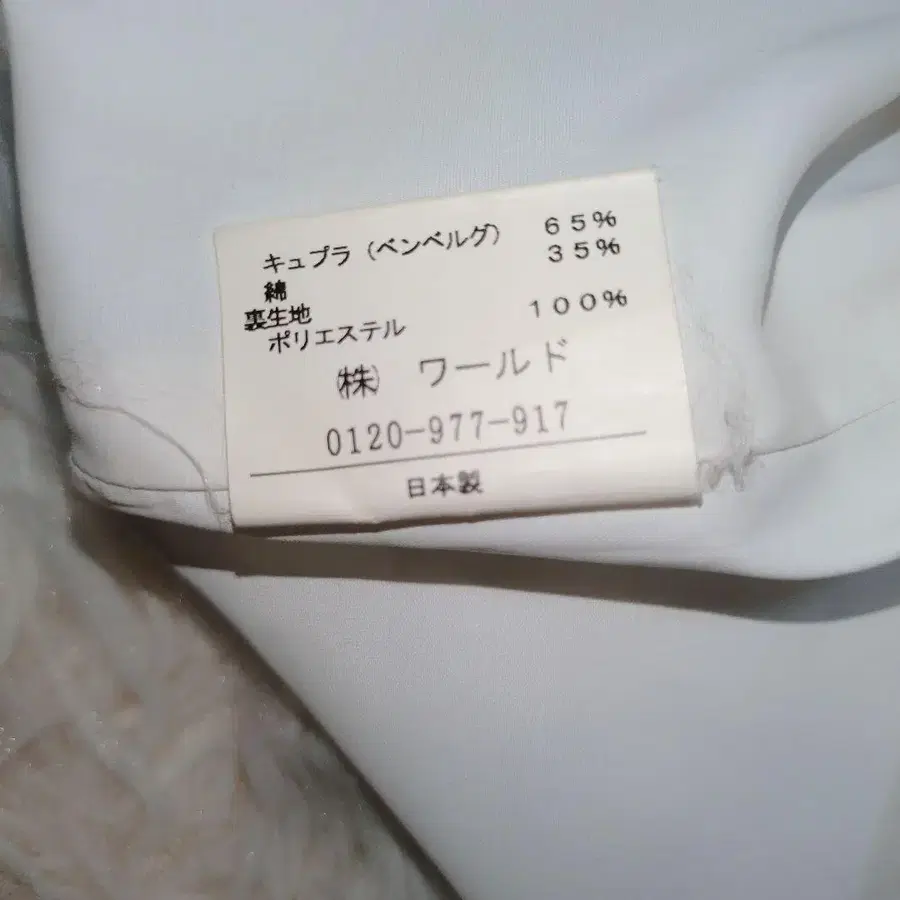 キュプラ(ベンベルグ) 65%
綿 35%
裏生地
ポリエステル 100%
㈱ ワールド
0120-977-917
日本製